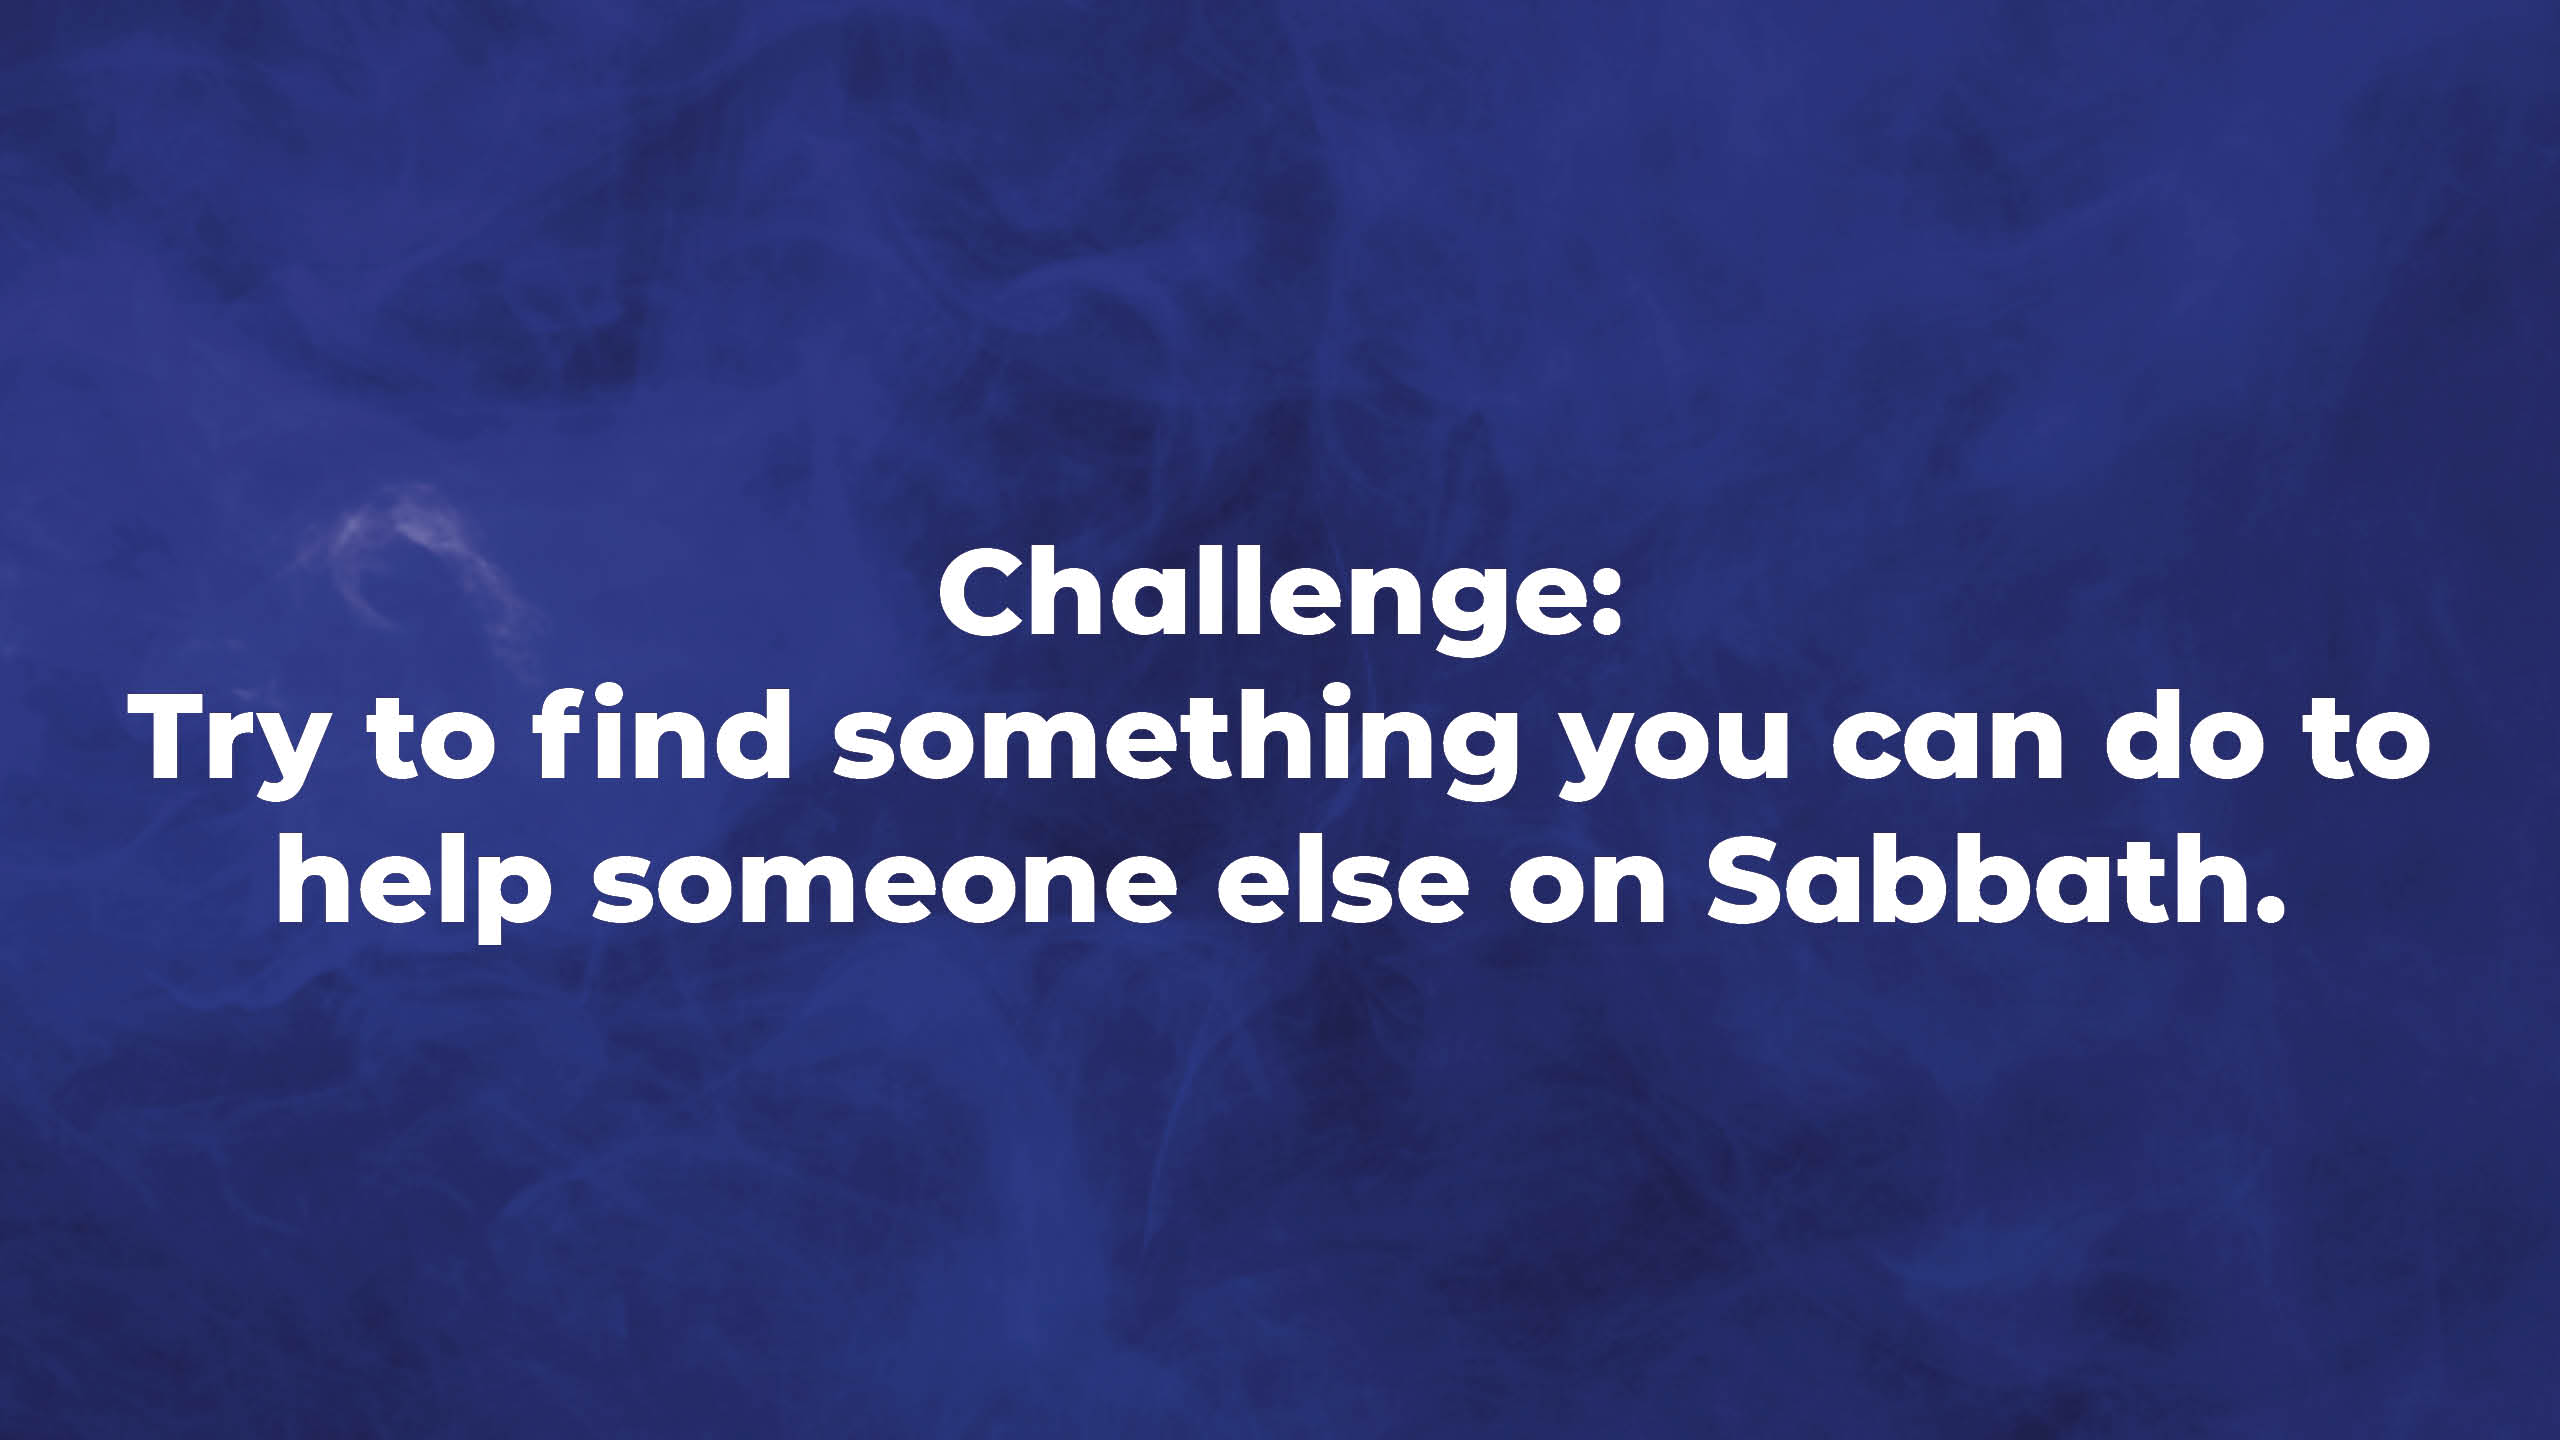 Challenge:
Try to find something you can do to
help someone else on Sabbath.